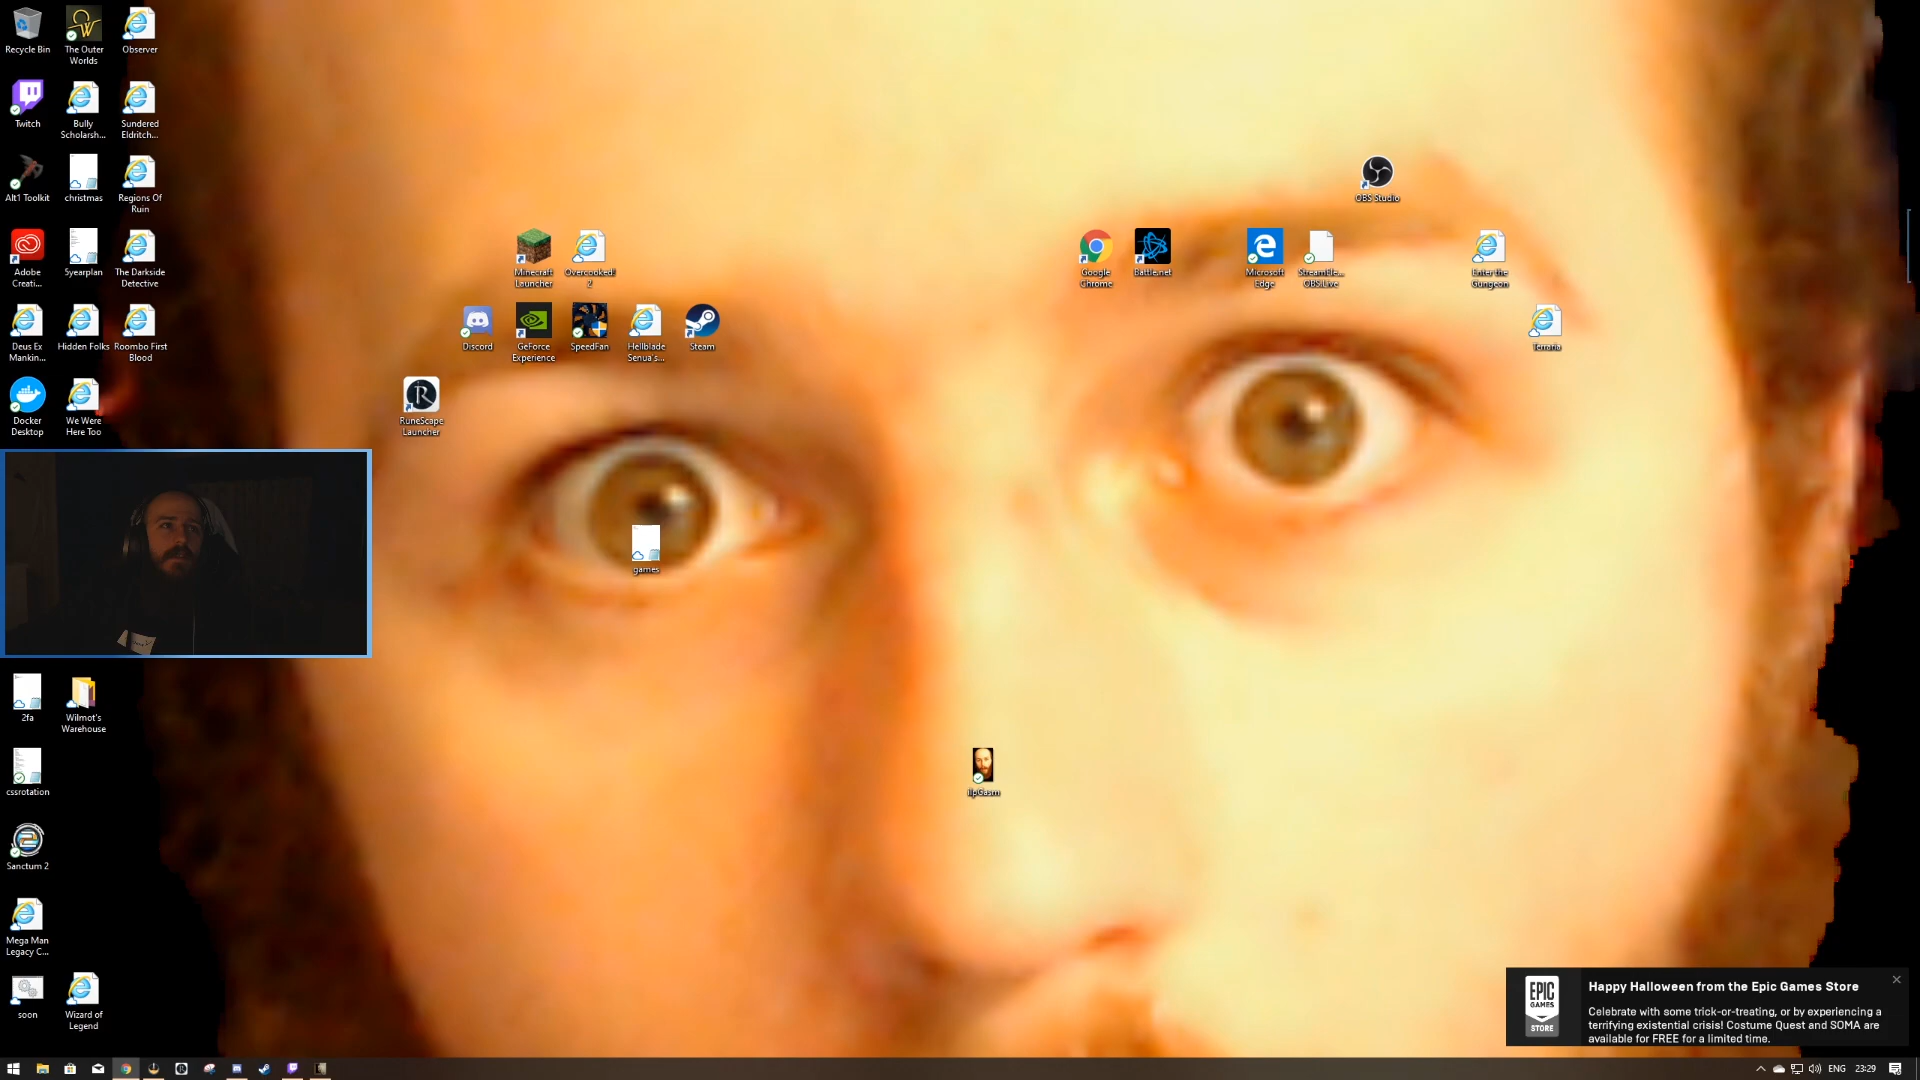 Recycle Bin
The Outer
Worlds
Observer
Twitch
Bully
Scholarsh...
Sundered
Eldritch...
Alt1 Toolkit
christmas
Regions Of
Ruin
Adobe
Creati...
5yearplan
The Darkside
Detective
Deus Ex
Mankin...
Hidden Folks
Roombo First
Blood
Docker
Desktop
We Were
Here Too
2fa
Wilmot's
Warehouse
cssrotation
Sanctum 2
Mega Man
Legacy C...
soon
Wizard of
Legend
Minecraft
Launcher
Overcooked!
2
Discord
GeForce
Experience
SpeedFan
Hellblade
Senua's...
Steam
RuneScape
Launcher
games
OBS Studio
Google
Chrome
Battle.net
Microsoft
Edge
StreamEle...
OBS.Live
Enter the
Gungeon
Terraria
ilpGasm
EPIC
GAMES
STORE
Happy Halloween from the Epic Games Store
Celebrate with some trick-or-treating, or by experiencing a
terrifying existential crisis! Costume Quest and SOMA are
available for FREE for a limited time.
ENG
23:29